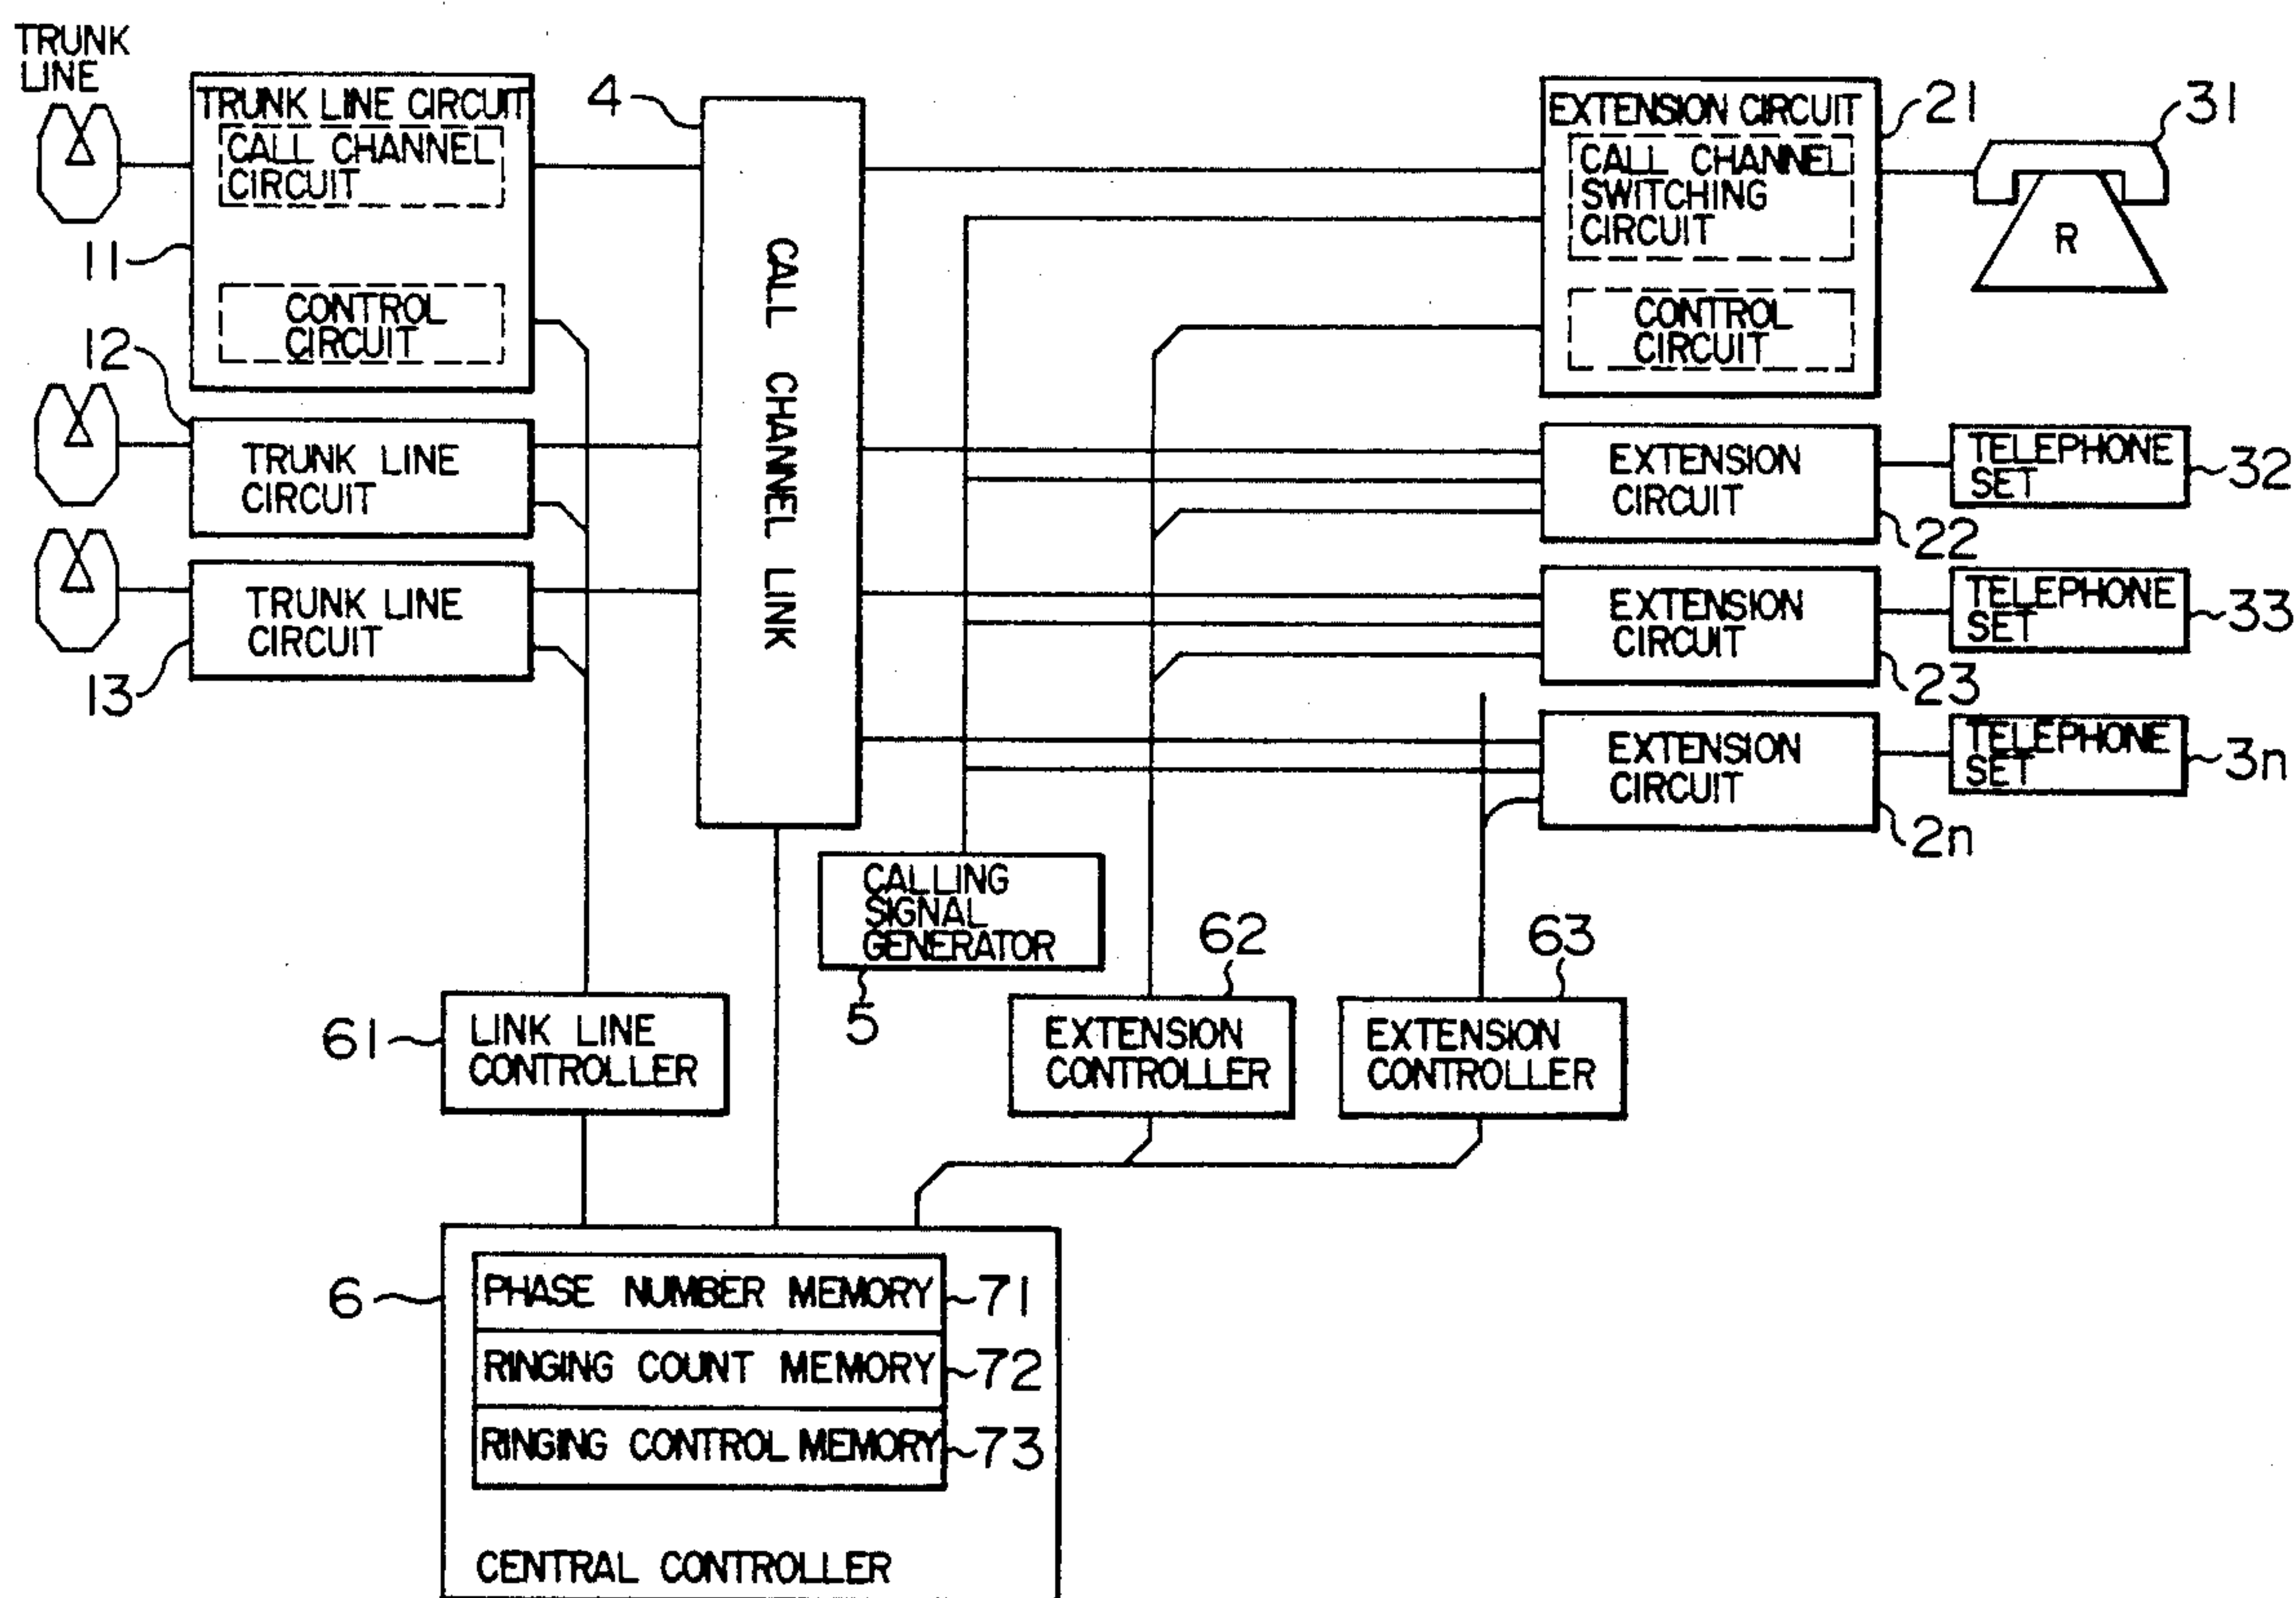 TRUNK
LINE
TRUNK LINE CIRCUIT
CALL CHANNEL
CIRCUIT
CONTROL
CIRCUIT
11
12
TRUNK LINE
CIRCUIT
TRUNK LINE
CIRCUIT
13
4
CALL CHANNEL LINK
EXTENSION CIRCUIT
CALL CHANNEL
SWITCHING
CIRCUIT
CONTROL
CIRCUIT
21
31
R
EXTENSION
CIRCUIT
22
TELEPHONE
SET
32
EXTENSION
CIRCUIT
23
TELEPHONE
SET
33
EXTENSION
CIRCUIT
2n
TELEPHONE
SET
3n
CALLING
SIGNAL
GENERATOR
5
61
LINK LINE
CONTROLLER
62
EXTENSION
CONTROLLER
63
EXTENSION
CONTROLLER
6
PHASE NUMBER MEMORY
71
RINGING COUNT MEMORY
72
RINGING CONTROL MEMORY
73
CENTRAL CONTROLLER